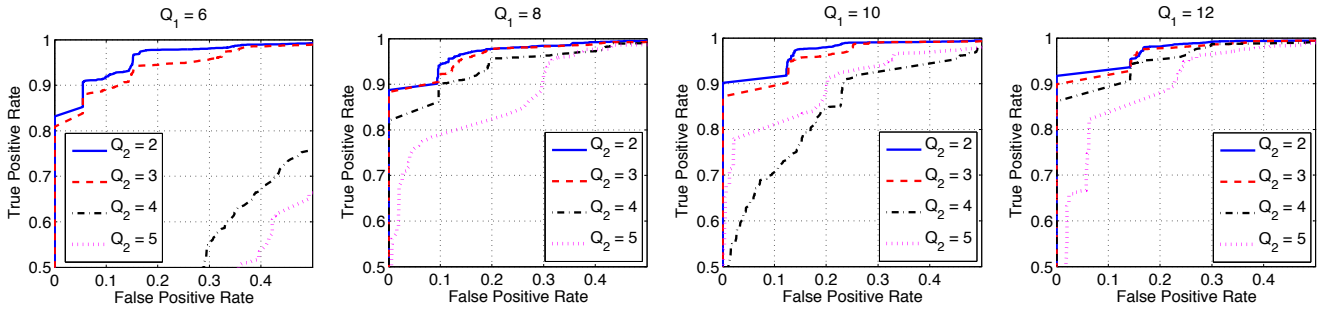 Q1 = 6
1
0.9
0.8
0.7
0.6
0.5
True Positive Rate
Q2 = 2
Q2 = 3
Q2 = 4
Q2 = 5
0 0.1 0.2 0.3 0.4
False Positive Rate
Q1 = 8
1
0.9
0.8
0.7
0.6
0.5
True Positive Rate
Q2 = 2
Q2 = 3
Q2 = 4
Q2 = 5
0 0.1 0.2 0.3 0.4
False Positive Rate
Q1 = 10
1
0.9
0.8
0.7
0.6
0.5
True Positive Rate
Q2 = 2
Q2 = 3
Q2 = 4
Q2 = 5
0 0.1 0.2 0.3 0.4
False Positive Rate
Q1 = 12
1
0.9
0.8
0.7
0.6
0.5
True Positive Rate
Q2 = 2
Q2 = 3
Q2 = 4
Q2 = 5
0 0.1 0.2 0.3 0.4
False Positive Rate